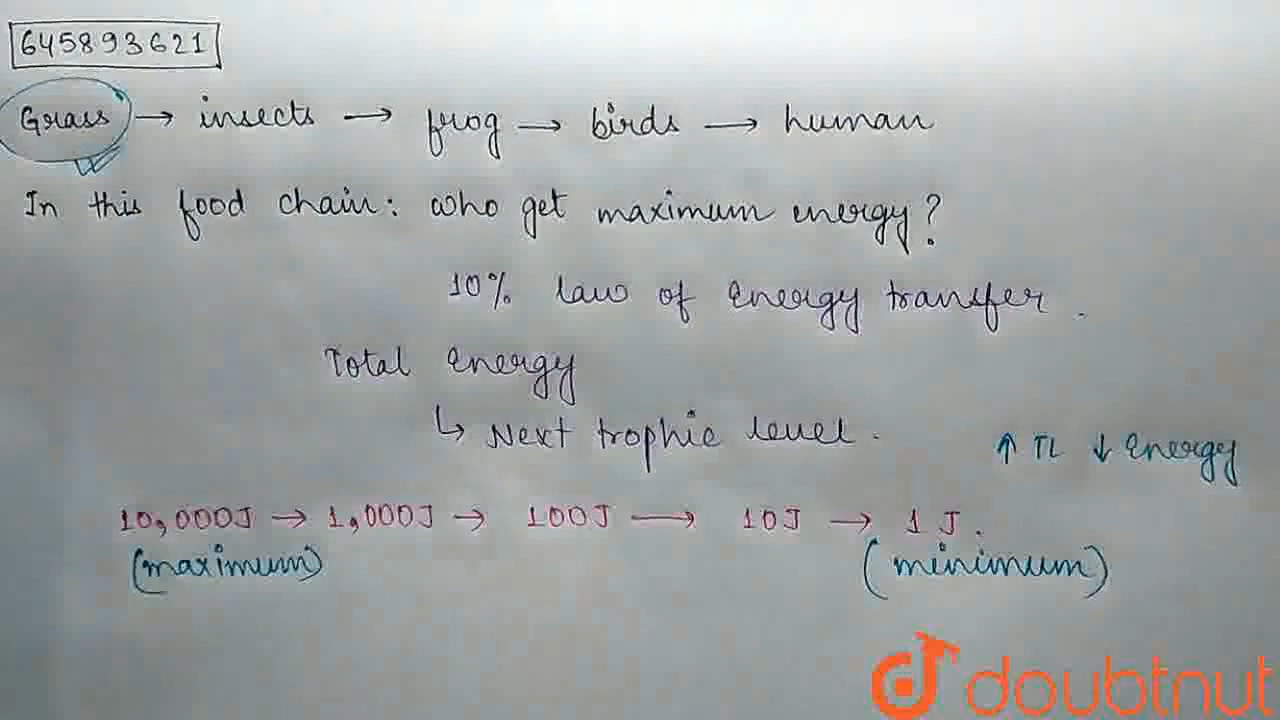 645893621
Grass → insects → frog → birds → human
In this food chain: who get maximum energy?
10% law of energy transfer.
Total energy
↳ Next trophic level.
↑ TL ↓ energy
10,000J → 1,000J → 100J → 10J → 1 J.
(maximum) (minimum)
doubtnut